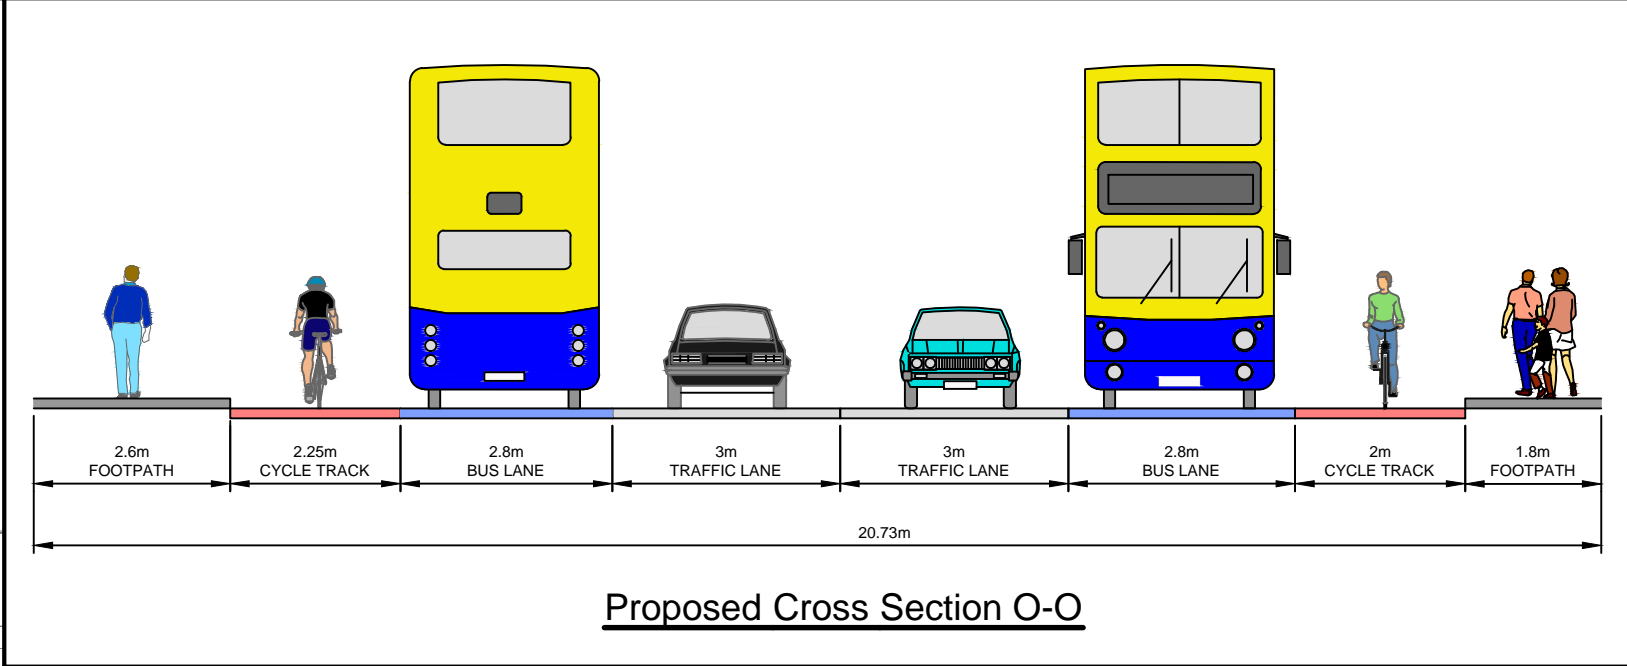 2.6m
FOOTPATH
2.25m
CYCLE TRACK
2.8m
BUS LANE
3m
TRAFFIC LANE
3m
TRAFFIC LANE
2.8m
BUS LANE
2m
CYCLE TRACK
1.8m
FOOTPATH
20.73m
Proposed Cross Section O-O